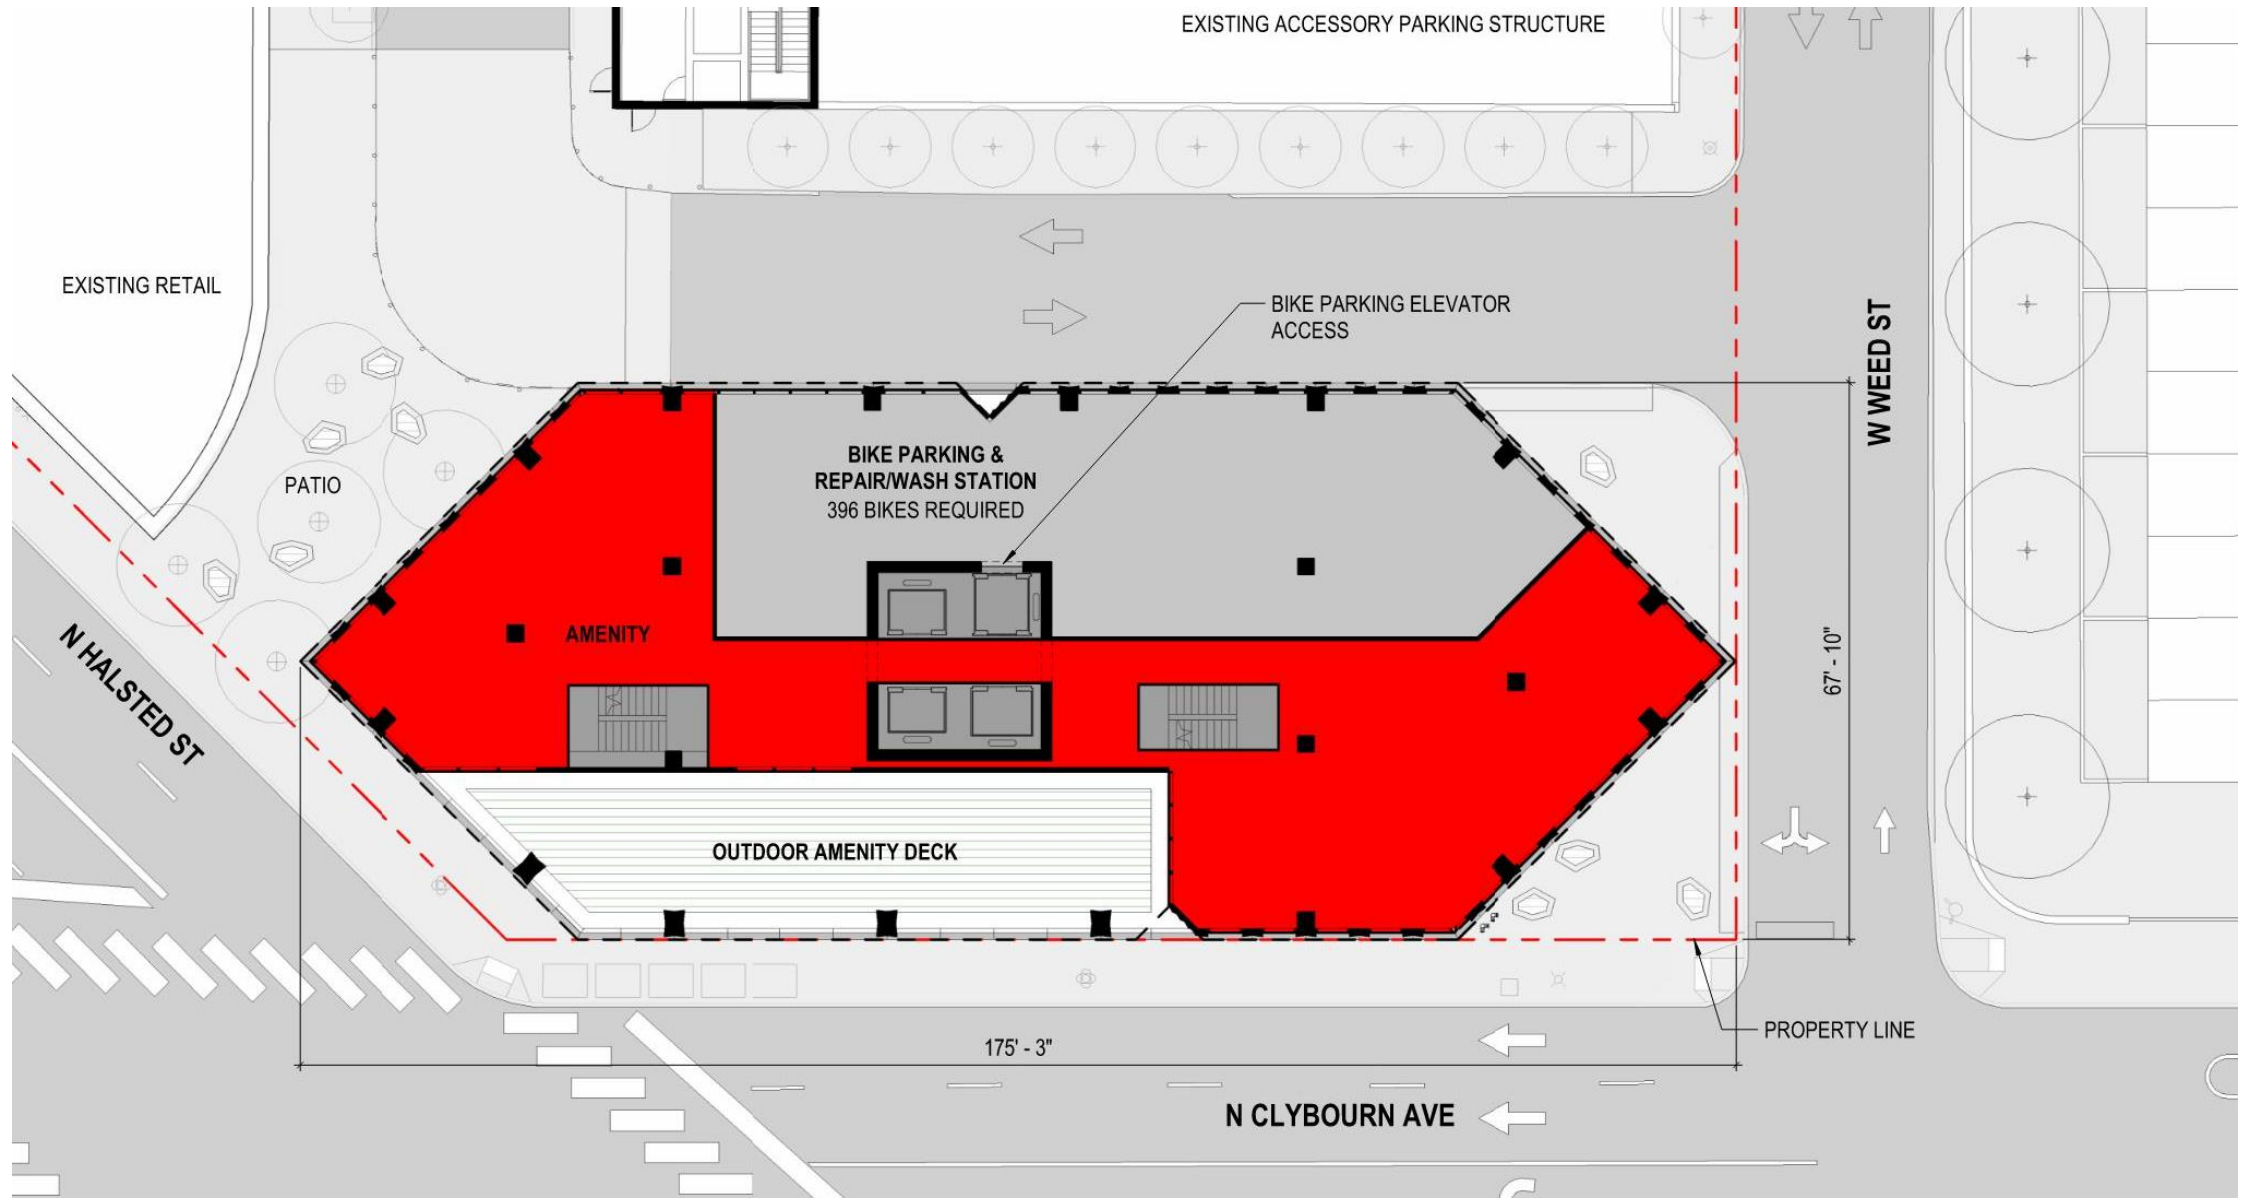 EXISTING ACCESSORY PARKING STRUCTURE
EXISTING RETAIL
BIKE PARKING ELEVATOR
ACCESS
W WEED ST
BIKE PARKING &
REPAIR/WASH STATION
396 BIKES REQUIRED
PATIO
AMENITY
N HALSTED ST
67' - 10"
OUTDOOR AMENITY DECK
PROPERTY LINE
175' - 3"
N CLYBOURN AVE